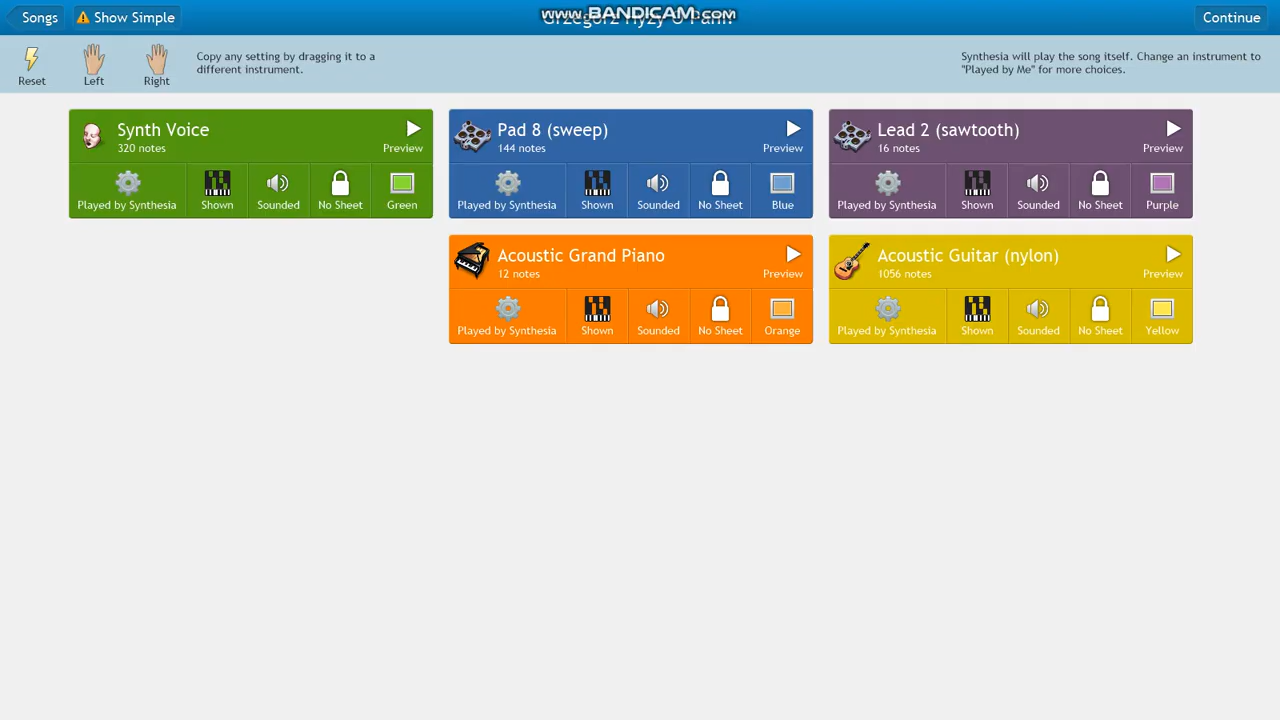 Songs
Show Simple
www.BANDICAM.com
Continue
Reset
Left
Right
Copy any setting by dragging it to a
different instrument.
Synthesia will play the song itself. Change an instrument to
"Played by Me" for more choices.
Synth Voice
320 notes
Preview
Played by Synthesia
Shown
Sounded
No Sheet
Green
Pad 8 (sweep)
144 notes
Preview
Played by Synthesia
Shown
Sounded
No Sheet
Blue
Lead 2 (sawtooth)
16 notes
Preview
Played by Synthesia
Shown
Sounded
No Sheet
Purple
Acoustic Grand Piano
12 notes
Preview
Played by Synthesia
Shown
Sounded
No Sheet
Orange
Acoustic Guitar (nylon)
1056 notes
Preview
Played by Synthesia
Shown
Sounded
No Sheet
Yellow